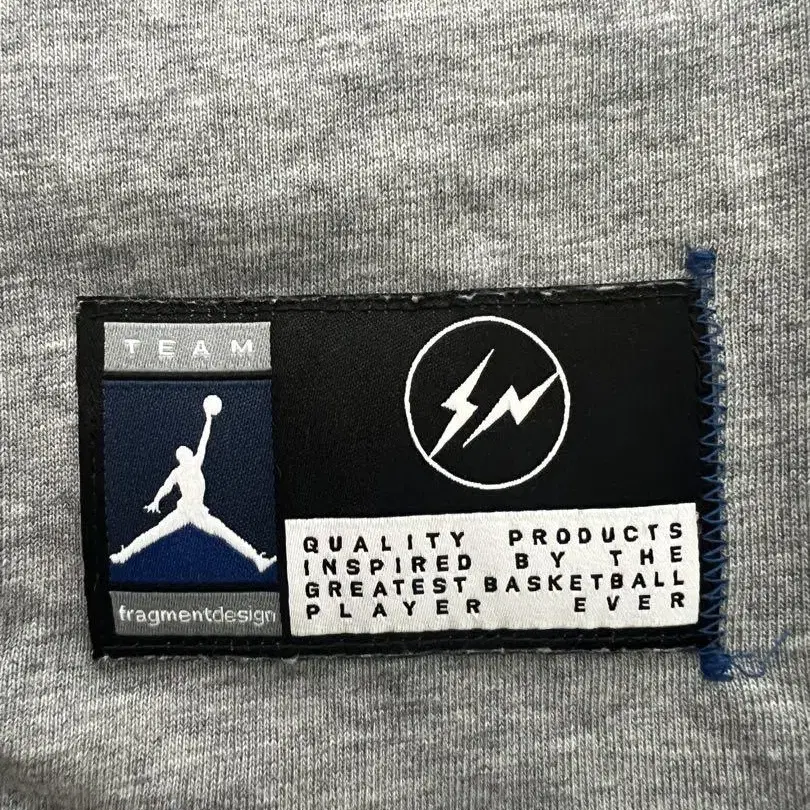 TEAM
fragmentdesign
QUALITY PRODUCTS
INSPIRED BY THE
GREATEST BASKETBALL
PLAYER EVER